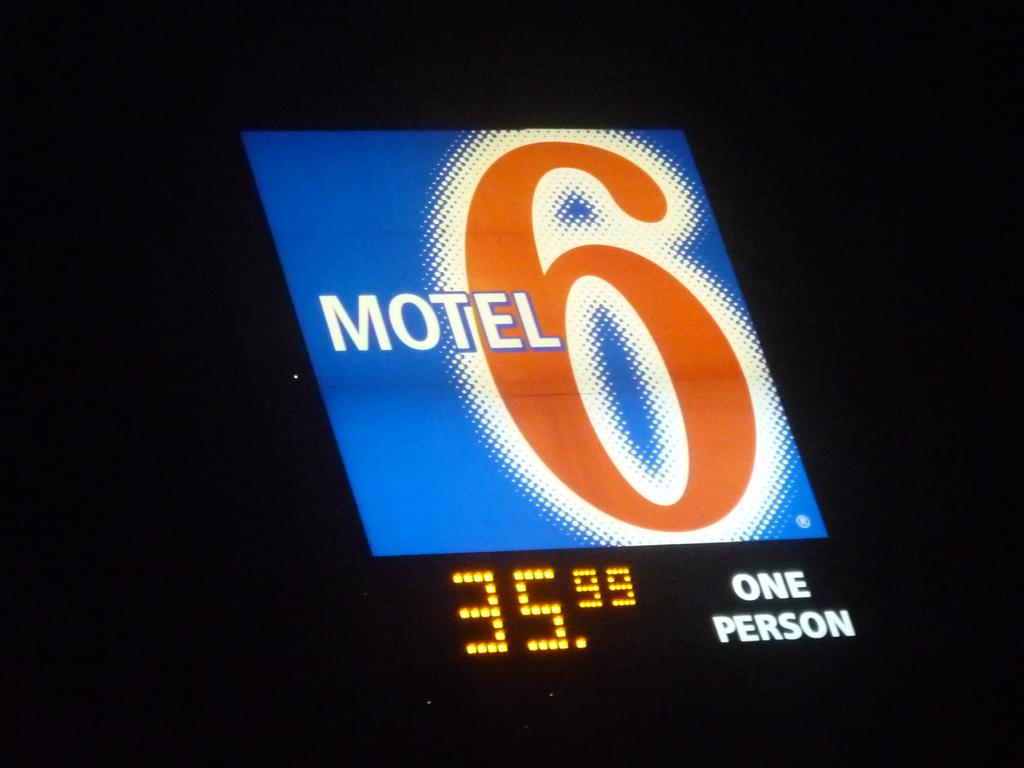 MOTEL 6
®
35.99
ONE
PERSON